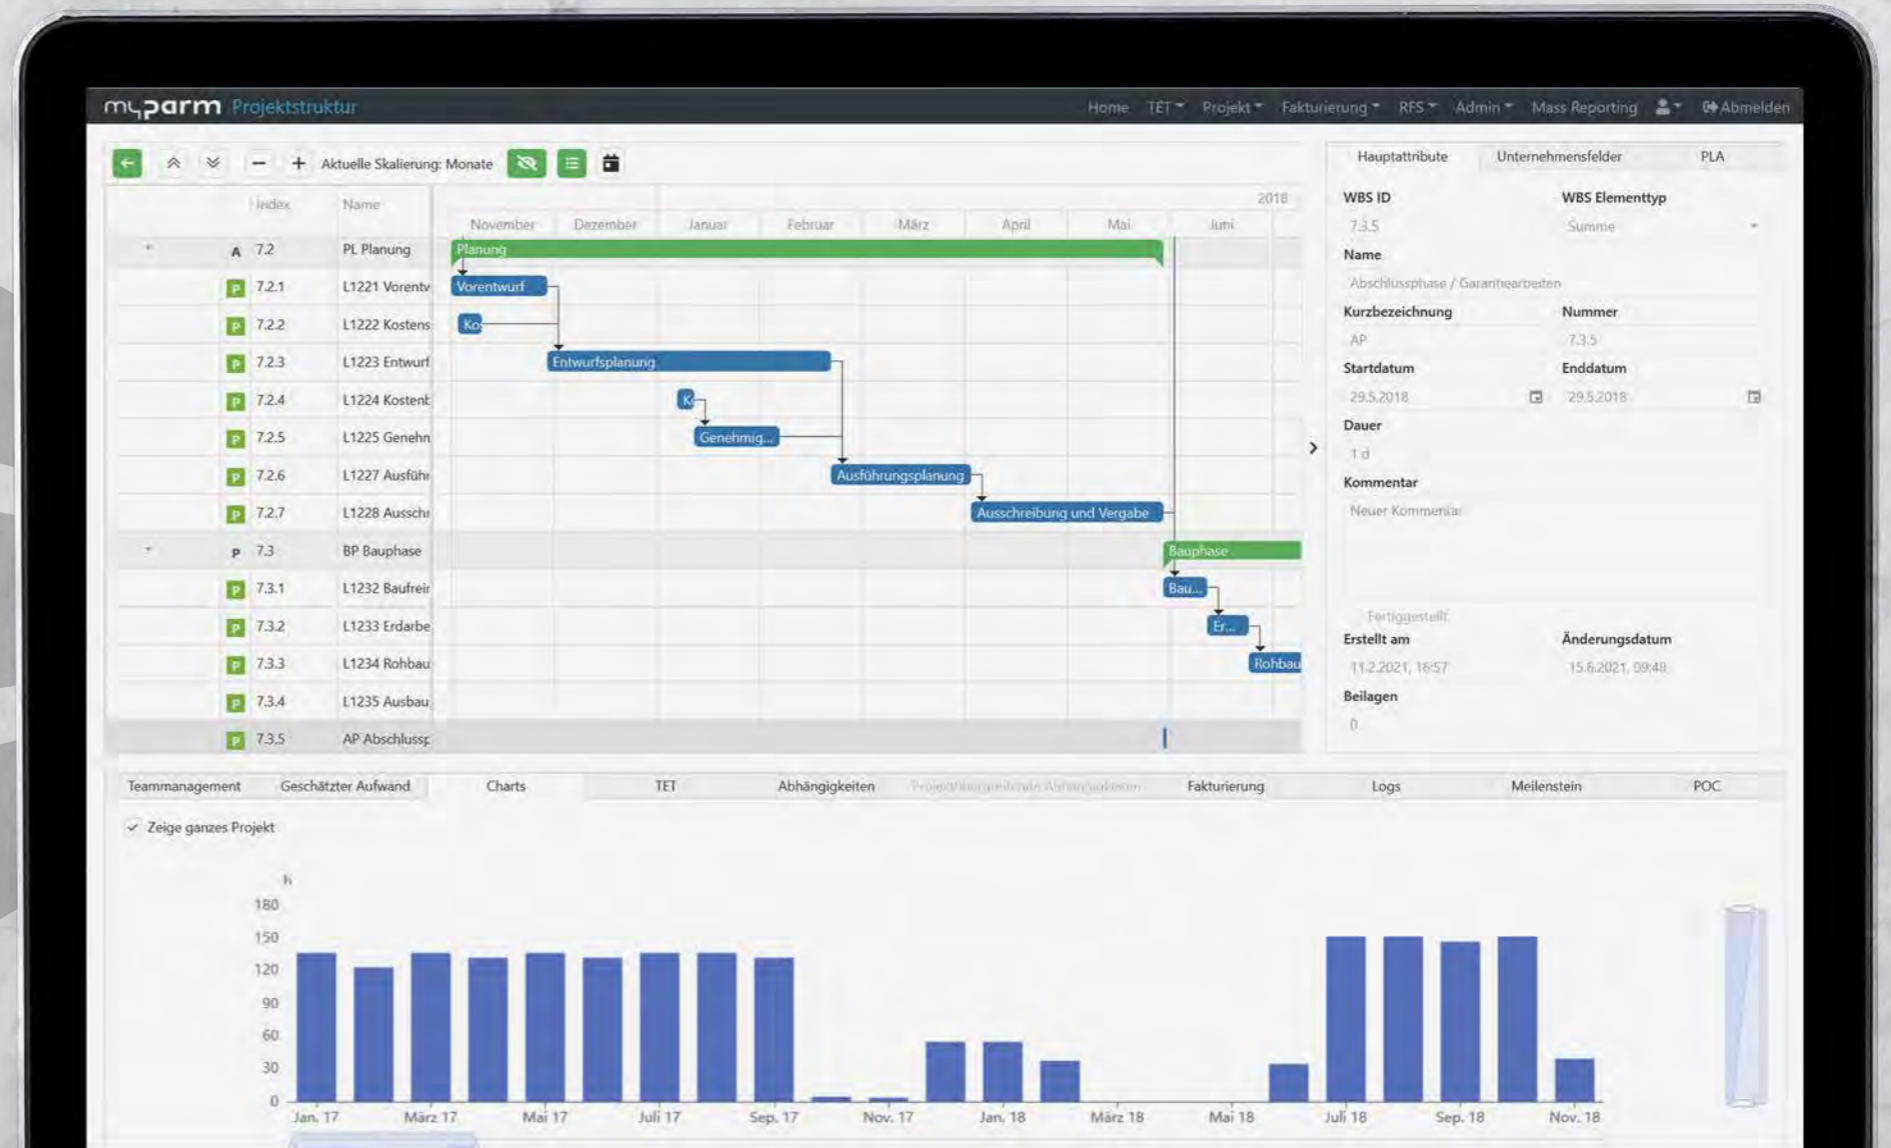 myparm Projektstruktur Home TET Projekt Fakturierung RFS Admin Mass Reporting Abmelden
Aktuelle Skalierung: Monate
Hauptattribute Unternehmensfelder PLA
Index Name
2018
November Dezember Januar Februar März April Mai Juni
A 7.2 PL Planung Planung
P 7.2.1 L1221 Vorentw Vorentwurf
P 7.2.2 L1222 Kostens Ko
P 7.2.3 L1223 Entwurf Entwurfsplanung
P 7.2.4 L1224 Kostenb K
P 7.2.5 L1225 Genehn Genehmig...
P 7.2.6 L1227 Ausführ Ausführungsplanung
P 7.2.7 L1228 Ausschr Ausschreibung und Vergabe
P 7.3 BP Bauphase Bauphase
P 7.3.1 L1232 Baufrei Bau...
P 7.3.2 L1233 Erdarbe Er...
P 7.3.3 L1234 Rohbau Rohbau
P 7.3.4 L1235 Ausbau
P 7.3.5 AP Abschlussp
WBS ID WBS Elementtyp
7.3.5 Summe
Name
Abschlussphase / Garantiearbeiten
Kurzbezeichnung Nummer
AP 7.3.5
Startdatum Enddatum
29.5.2018 29.5.2018
Dauer
1 d
Kommentar
Neuer Kommentar
Fertiggestellt
Erstellt am Änderungsdatum
11.2.2021, 16:57 15.6.2021, 09:48
Beilagen
0
Teammanagement Geschätzter Aufwand Charts TET Abhängigkeiten Projektübergreifende Abhängigkeiten Fakturierung Logs Meilenstein POC
Zeige ganzes Projekt
h
180
150
120
90
60
30
0
Jan. 17 März 17 Mai 17 Juli 17 Sep. 17 Nov. 17 Jan. 18 März 18 Mai 18 Juli 18 Sep. 18 Nov. 18